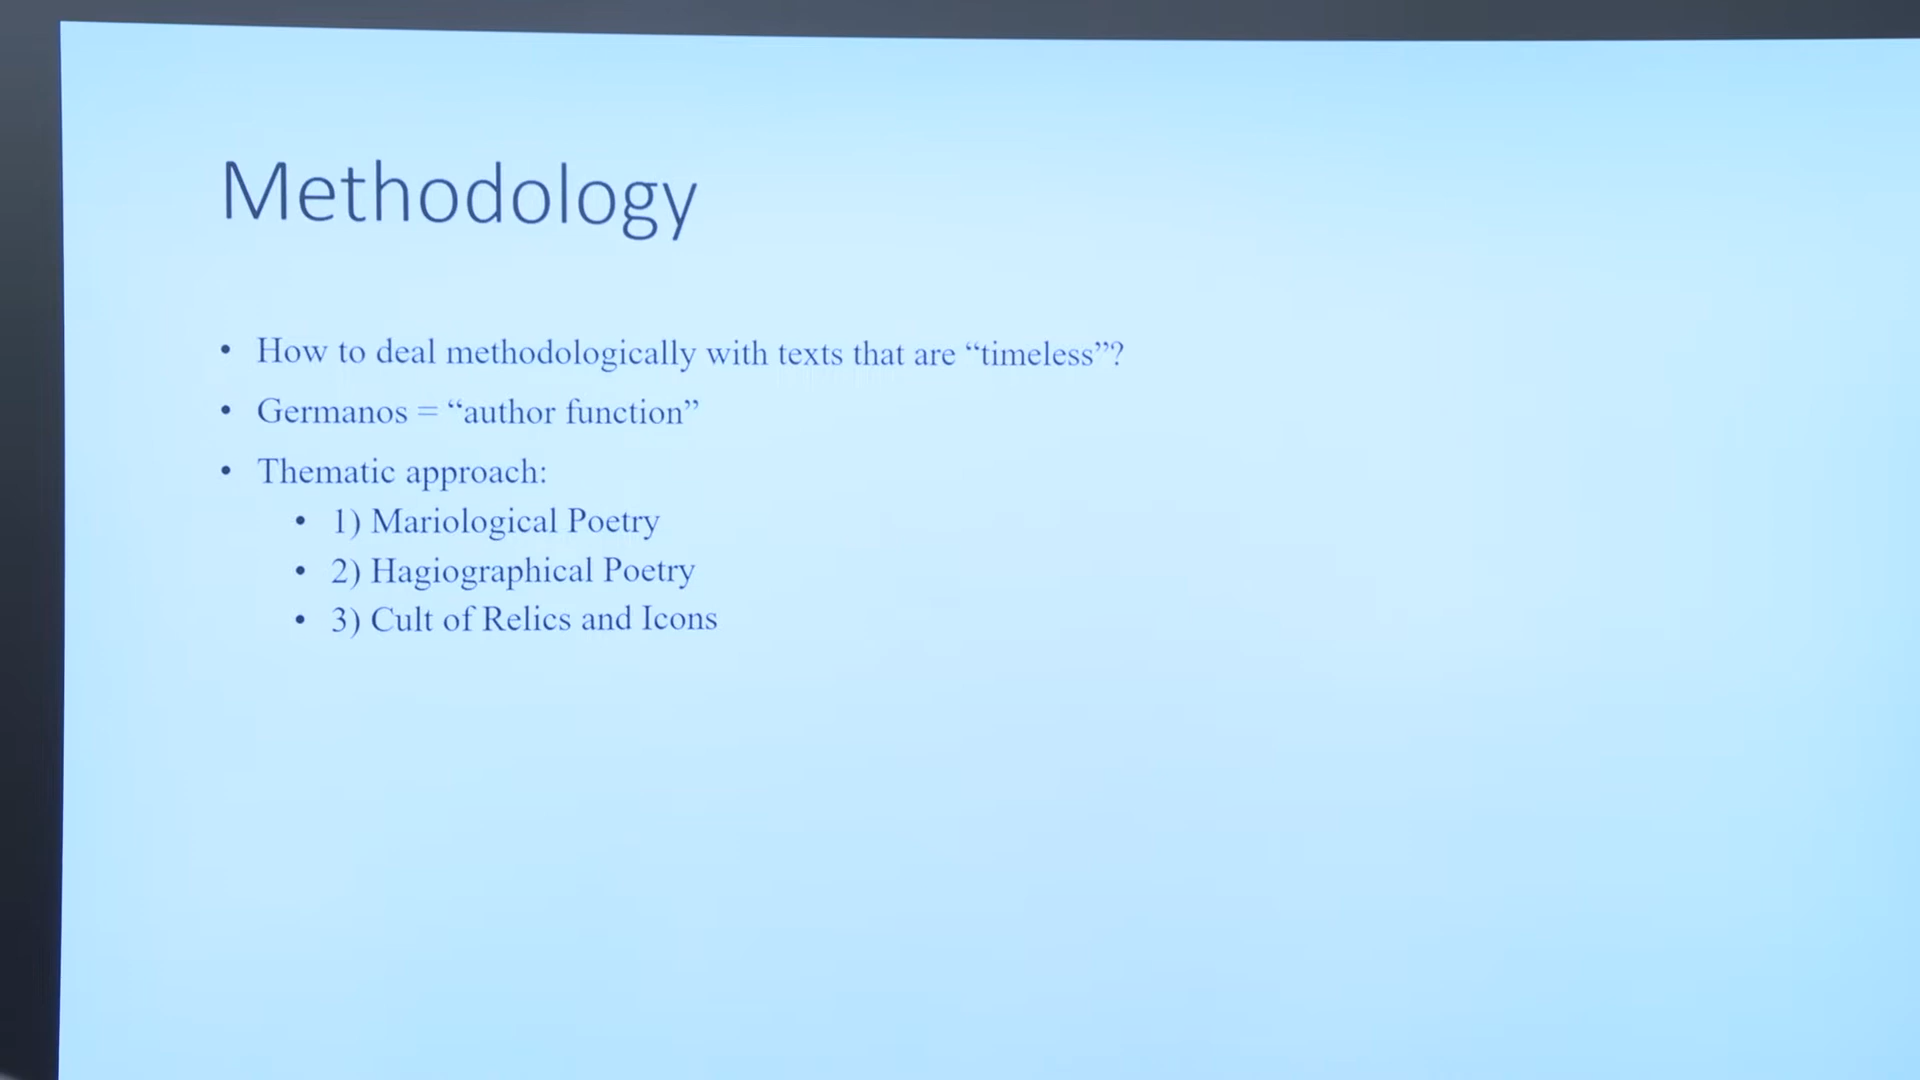 Methodology
• How to deal methodologically with texts that are “timeless”?
• Germanos = “author function”
• Thematic approach:
• 1) Mariological Poetry
• 2) Hagiographical Poetry
• 3) Cult of Relics and Icons